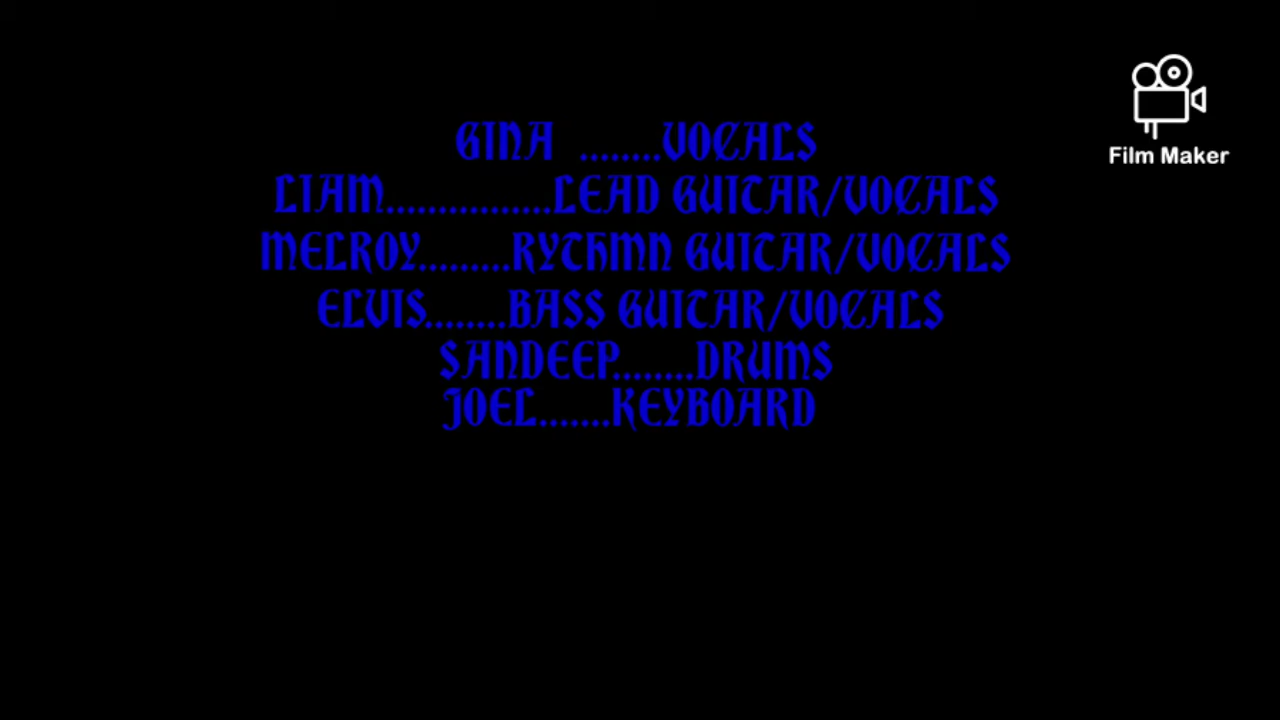 GINA ........VOCALS
LIAM................LEAD GUITAR/VOCALS
MELROY.........RYTHMN GUITAR/VOCALS
ELVIS........BASS GUITAR/VOCALS
SANDEEP........DRUMS
JOEL.......KEYBOARD
Film Maker